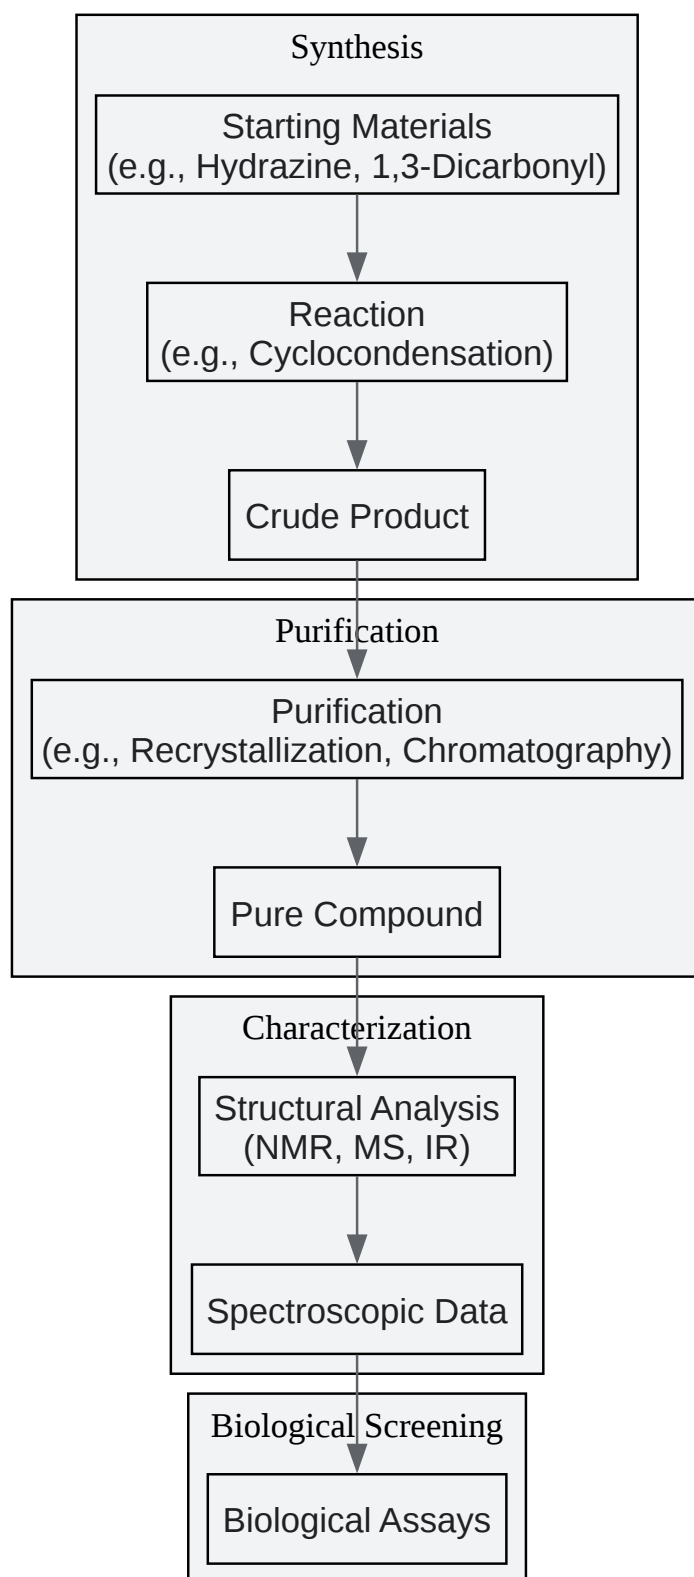 Synthesis
Starting Materials
(e.g., Hydrazine, 1,3-Dicarbonyl)
Reaction
(e.g., Cyclocondensation)
Crude Product
Purification
Purification
(e.g., Recrystallization, Chromatography)
Pure Compound
Characterization
Structural Analysis
(NMR, MS, IR)
Spectroscopic Data
Biological Screening
Biological Assays